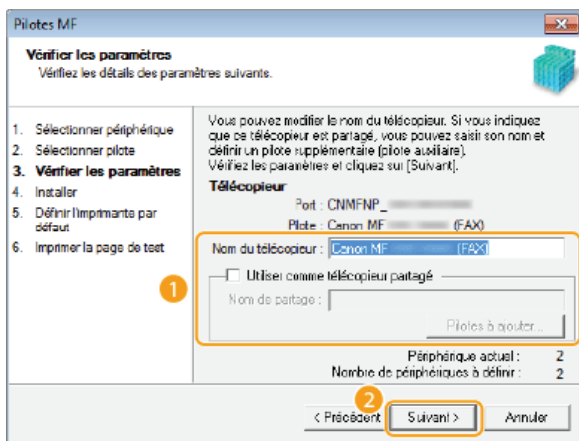 Pilotes MF
Vérifier les paramètres
Vérifiez les détails des paramètres suivants.
1. Sélectionner périphérique
2. Sélectionner pilote
3. Vérifier les paramètres
4. Installer
5. Définir l'imprimante par
défaut
6. Imprimer la page de test
Vous pouvez modifier le nom du télécopieur. Si vous indiquez
que ce télécopieur est partagé, vous pouvez saisir son nom et
définir un pilote supplémentaire (pilote auxiliaire).
Vérifiez les paramètres et cliquez sur [Suivant].
Télécopieur
Port : CNMFNP_
Pilote : Canon MF (FAX)
Nom du télécopieur : Canon MF (FAX)
1
Utiliser comme télécopieur partagé
Nom de partage :
Pilotes à ajouter...
Périphérique actuel : 2
Nombre de périphériques à définir : 2
2
< Précédent Suivant > Annuler